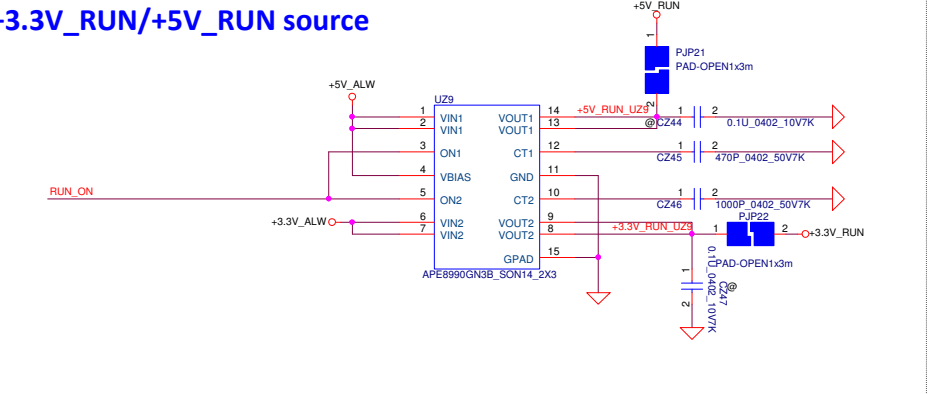 +3.3V_RUN/+5V_RUN source
+5V_RUN
1
PJP21
PAD-OPEN1x3m
2
+5V_ALW
UZ9
1 VIN1 VOUT1 14 +5V_RUN_UZ9
2 VIN1 VOUT1 13
@ CZ44 1 2 0.1U_0402_10V7K
3 ON1 CT1 12
CZ45 1 2 470P_0402_50V7K
4 VBIAS GND 11
RUN_ON
5 ON2 CT2 10
CZ46 1 2 1000P_0402_50V7K
+3.3V_ALW
6 VIN2 VOUT2 9
7 VIN2 VOUT2 8
+3.3V_RUN_UZ9
PJP22
1 2 +3.3V_RUN
PAD-OPEN1x3m
GPAD 15
APE8990GN3B_SON14_2X3
1
2
CZ47
@
0.1U_0402_10V7K